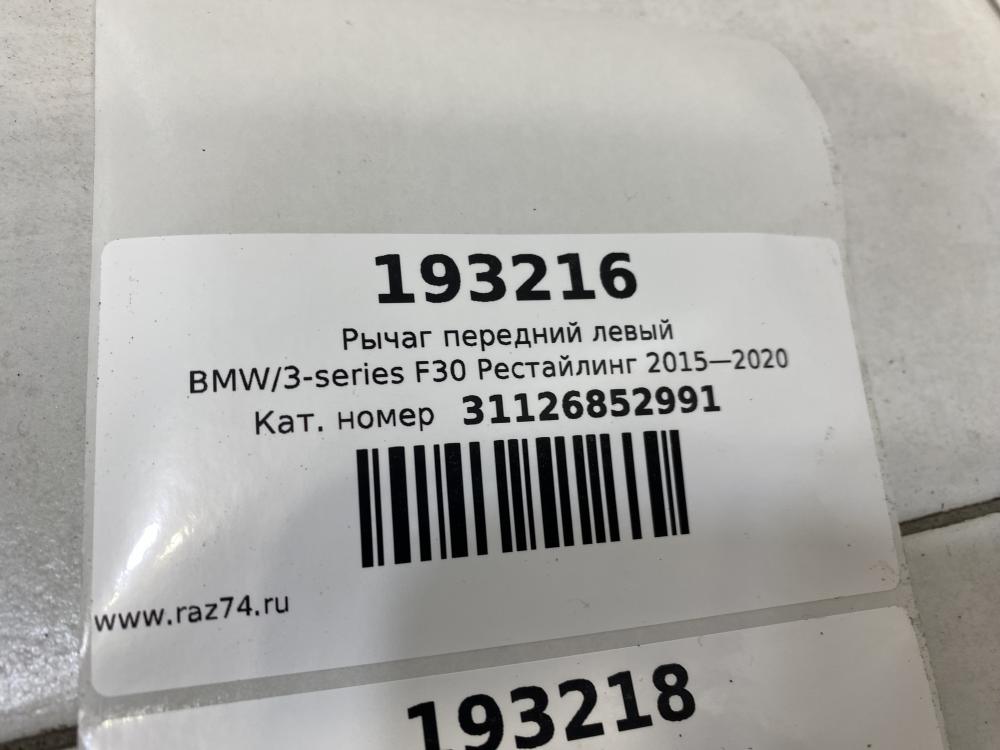 193216
Рычаг передний левый
BMW/3-series F30 Рестайлинг 2015—2020
Кат. номер 31126852991
www.raz74.ru
193218